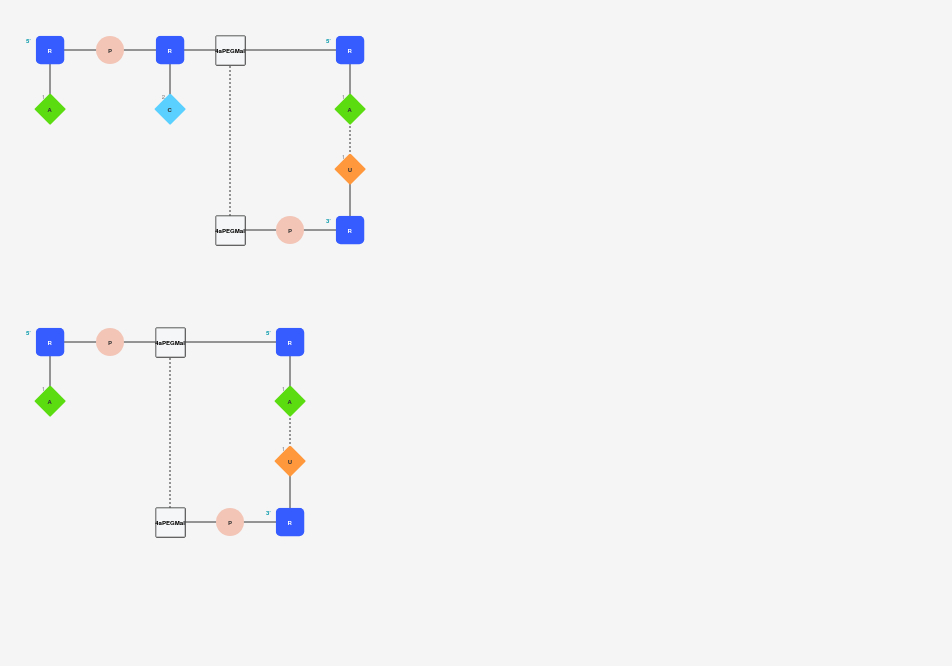 5' R P R 4aPEGMal 5' R
1 A 2 C 1 A
1 U
4aPEGMal P 3' R
5' R P 4aPEGMal 5' R
1 A 1 A
1 U
4aPEGMal P 3' R